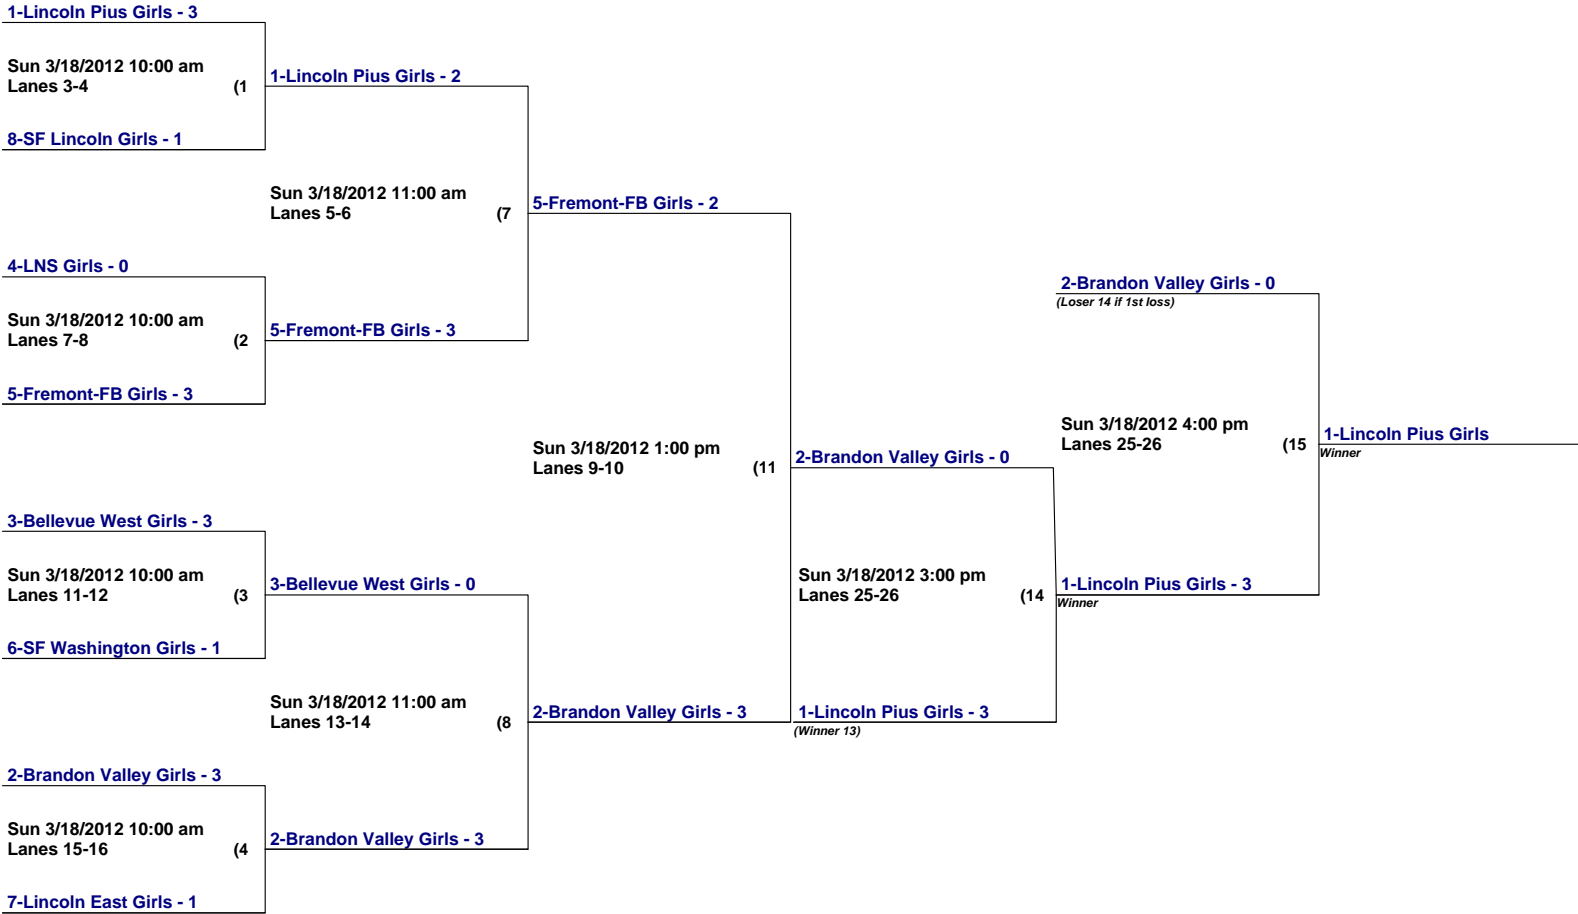 1-Lincoln Pius Girls - 3
Sun 3/18/2012 10:00 am
Lanes 3-4 (1
8-SF Lincoln Girls - 1
4-LNS Girls - 0
Sun 3/18/2012 10:00 am
Lanes 7-8 (2
5-Fremont-FB Girls - 3
3-Bellevue West Girls - 3
Sun 3/18/2012 10:00 am
Lanes 11-12 (3
6-SF Washington Girls - 1
2-Brandon Valley Girls - 3
Sun 3/18/2012 10:00 am
Lanes 15-16 (4
7-Lincoln East Girls - 1
1-Lincoln Pius Girls - 2
Sun 3/18/2012 11:00 am
Lanes 5-6 (7
5-Fremont-FB Girls - 3
3-Bellevue West Girls - 0
Sun 3/18/2012 11:00 am
Lanes 13-14 (8
2-Brandon Valley Girls - 3
5-Fremont-FB Girls - 2
Sun 3/18/2012 1:00 pm
Lanes 9-10 (11
2-Brandon Valley Girls - 3
2-Brandon Valley Girls - 0
Sun 3/18/2012 3:00 pm
Lanes 25-26 (14
1-Lincoln Pius Girls - 3
(Winner 13)
2-Brandon Valley Girls - 0
(Loser 14 if 1st loss)
Sun 3/18/2012 4:00 pm
Lanes 25-26 (15
1-Lincoln Pius Girls - 3
Winner
1-Lincoln Pius Girls
Winner